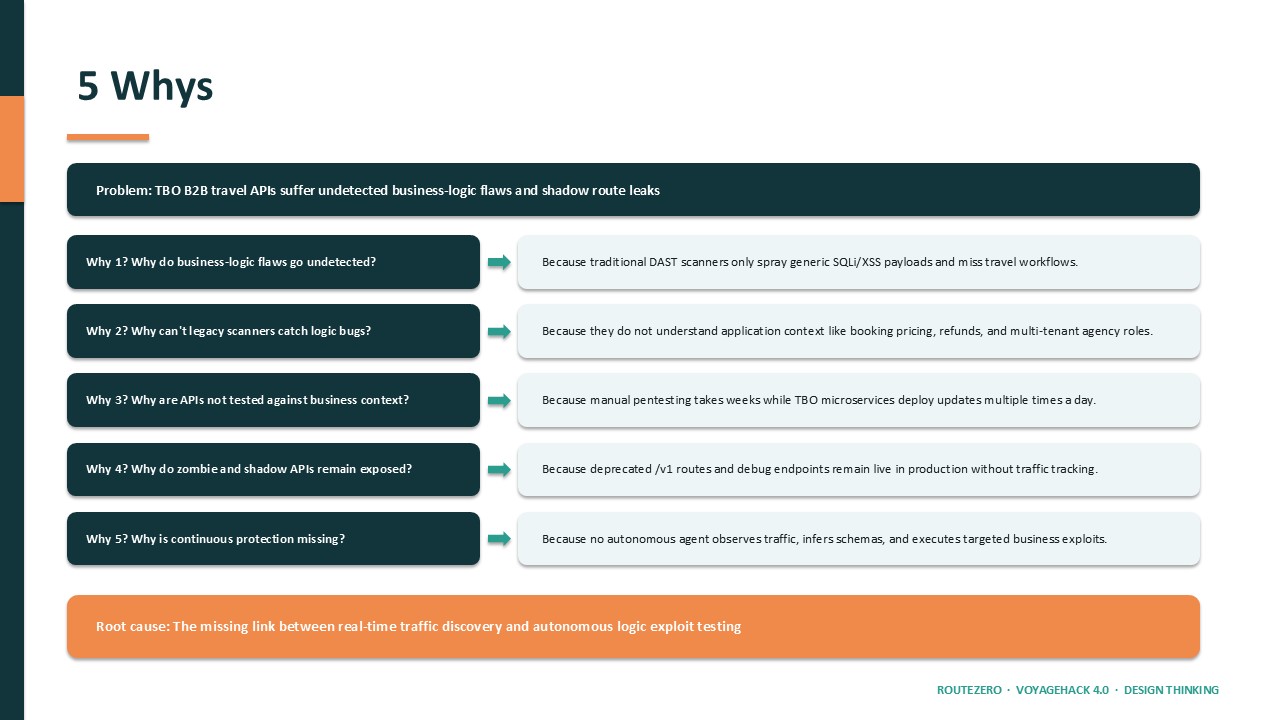 5 Whys
Problem: TBO B2B travel APIs suffer undetected business-logic flaws and shadow route leaks
Why 1? Why do business-logic flaws go undetected?
Because traditional DAST scanners only spray generic SQLi/XSS payloads and miss travel workflows.
Why 2? Why can't legacy scanners catch logic bugs?
Because they do not understand application context like booking pricing, refunds, and multi-tenant agency roles.
Why 3? Why are APIs not tested against business context?
Because manual pentesting takes weeks while TBO microservices deploy updates multiple times a day.
Why 4? Why do zombie and shadow APIs remain exposed?
Because deprecated /v1 routes and debug endpoints remain live in production without traffic tracking.
Why 5? Why is continuous protection missing?
Because no autonomous agent observes traffic, infers schemas, and executes targeted business exploits.
Root cause: The missing link between real-time traffic discovery and autonomous logic exploit testing
ROUTEZERO · VOYAGEHACK 4.0 · DESIGN THINKING